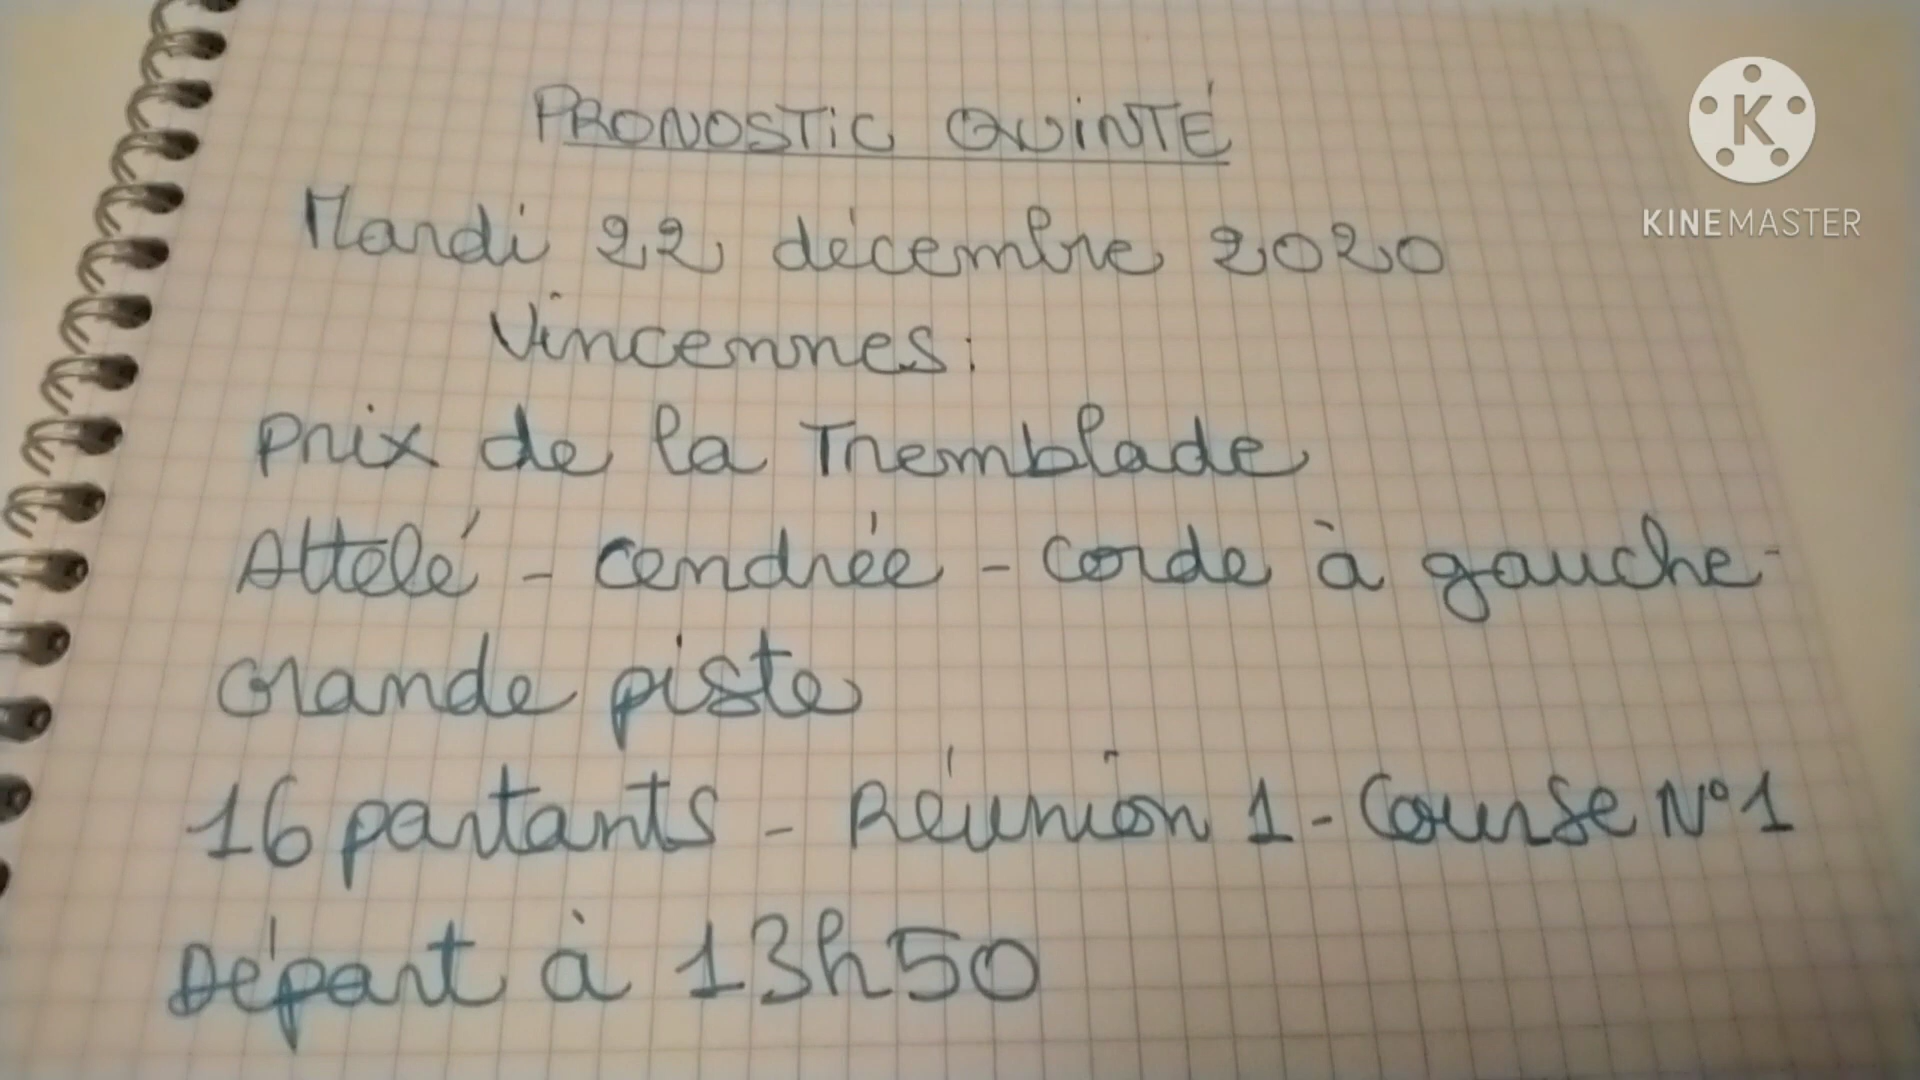 PRONOSTIC QUINTÉ
Mardi 22 décembre 2020
Vincennes :
Prix de la Tremblade
Attelé - cendrée - Corde à gauche -
Grande piste
16 partants - Réunion 1 - Course N° 1
Départ à 13h50
K
KINEMASTER